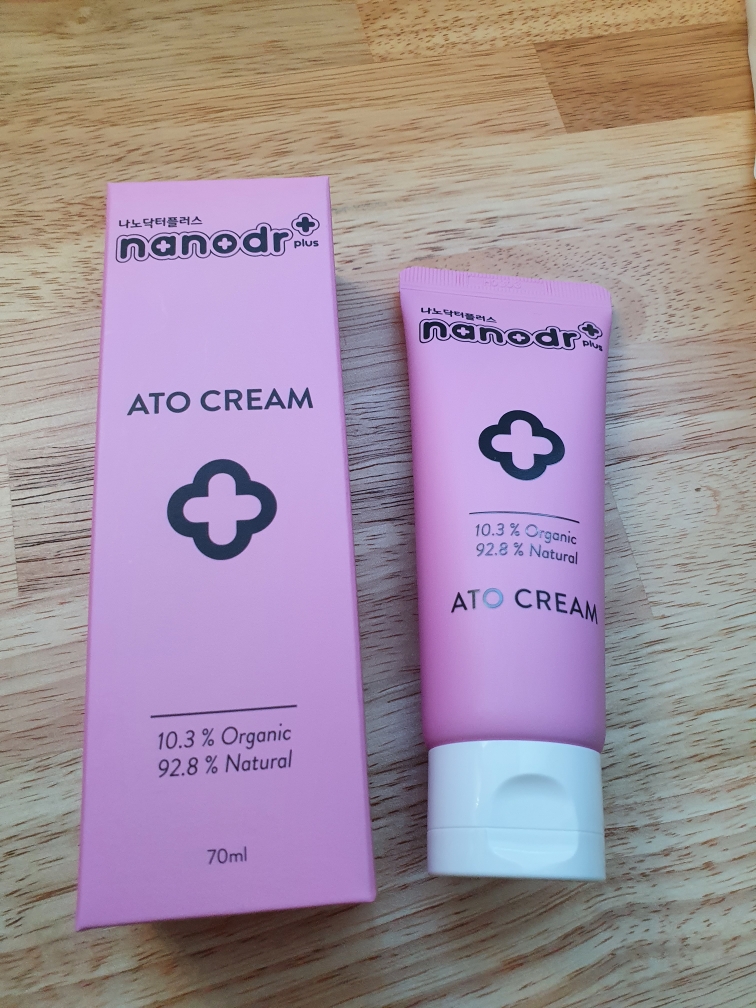 나노닥터플러스
nanodr plus
ATO CREAM
10.3 % Organic
92.8 % Natural
70ml
나노닥터플러스
nanodr plus
10.3 % Organic
92.8 % Natural
ATO CREAM